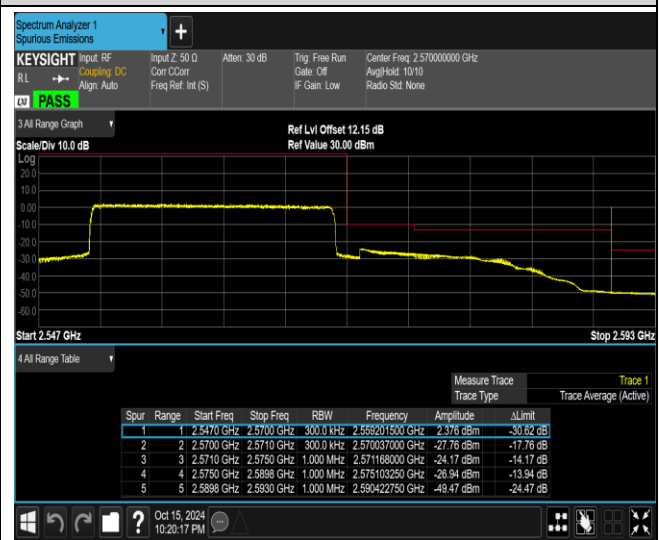 Spectrum Analyzer 1
Spurious Emissions
+
KEYSIGHT Input: RF Input Z: 50 Ω Atten: 30 dB Trig: Free Run Center Freq: 2.570000000 GHz
RL Coupling: DC Corr CCorr Gate: Off Avg|Hold: 10/10
Align: Auto Freq Ref: Int (S) IF Gain: Low Radio Std: None
LXI PASS
3 All Range Graph
Ref Lvl Offset 12.15 dB
Scale/Div 10.0 dB Ref Value 30.00 dBm
Log
20.0
10.0
0.00
-10.0
-20.0
-30.0
-40.0
-50.0
-60.0
Start 2.547 GHz Stop 2.593 GHz
4 All Range Table
Measure Trace Trace 1
Trace Type Trace Average (Active)
Spur Range Start Freq Stop Freq RBW Frequency Amplitude ΔLimit
1 1 2.5470 GHz 2.5700 GHz 300.0 kHz 2.559201500 GHz 2.376 dBm -30.62 dB
2 2 2.5700 GHz 2.5710 GHz 300.0 kHz 2.570037000 GHz -27.76 dBm -17.76 dB
3 3 2.5710 GHz 2.5750 GHz 1.000 MHz 2.571168000 GHz -24.17 dBm -14.17 dB
4 4 2.5750 GHz 2.5898 GHz 1.000 MHz 2.575103250 GHz -26.94 dBm -13.94 dB
5 5 2.5898 GHz 2.5930 GHz 1.000 MHz 2.590422750 GHz -49.47 dBm -24.47 dB
? Oct 15, 2024
10:20:17 PM